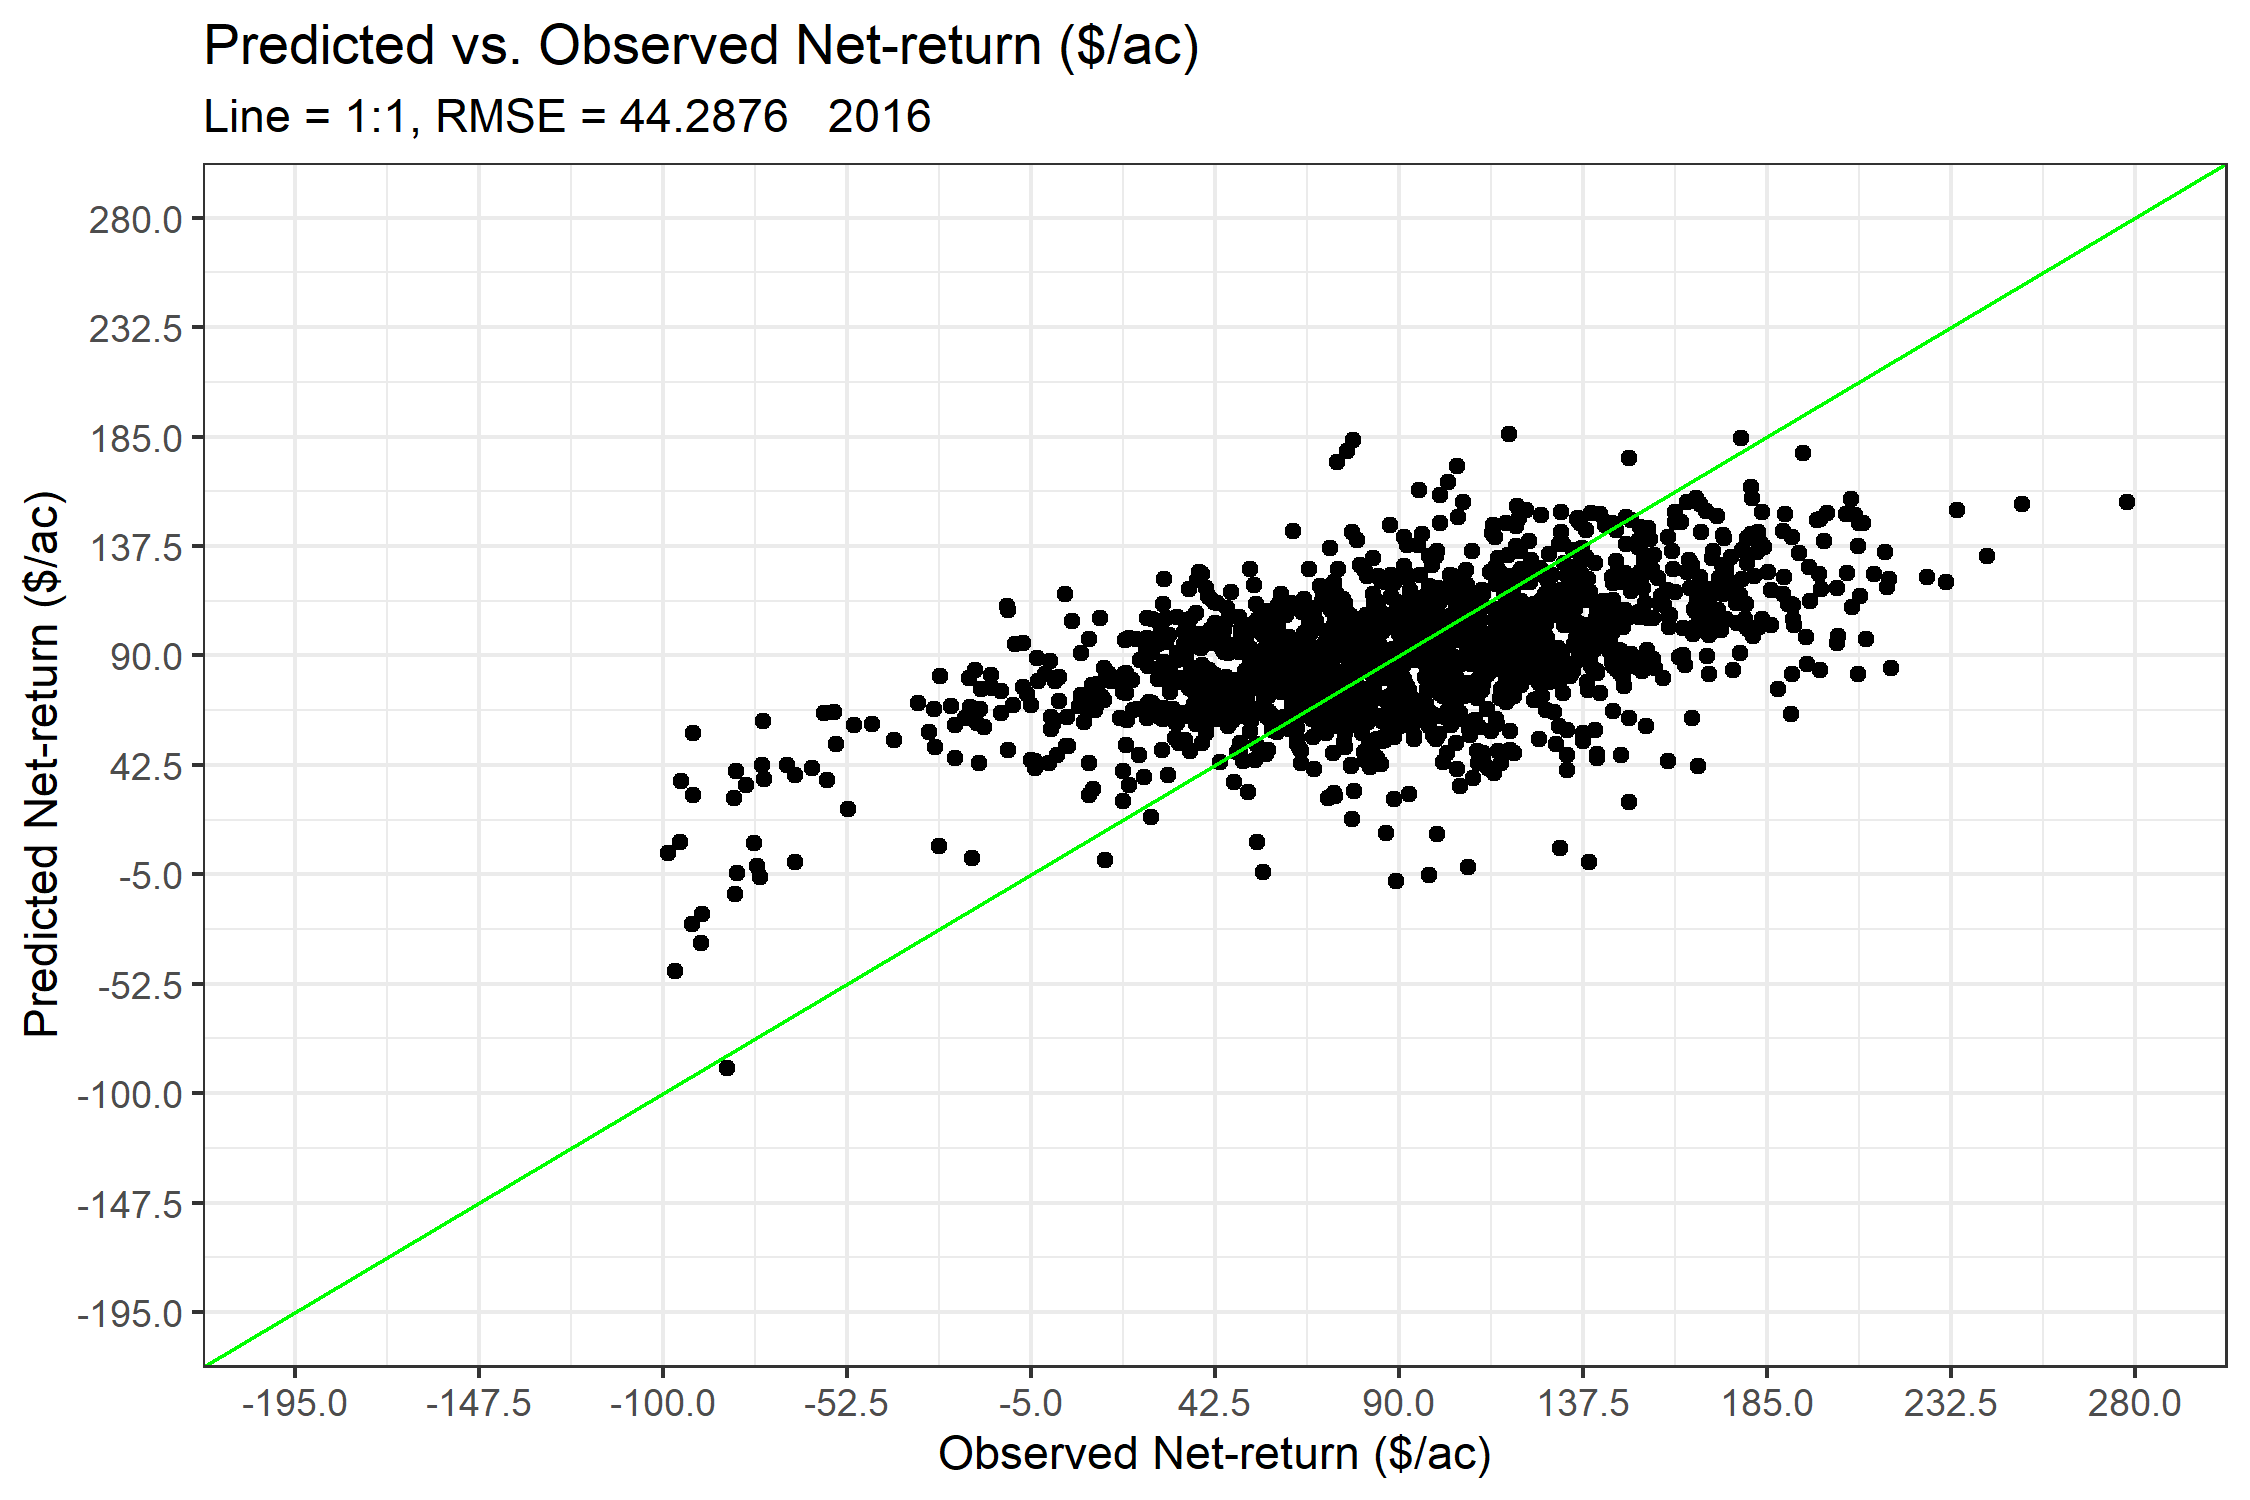 Predicted vs. Observed Net-return ($/ac)
Line = 1:1, RMSE = 44.2876   2016
Predicted Net-return ($/ac)
280.0
232.5
185.0
137.5
90.0
42.5
-5.0
-52.5
-100.0
-147.5
-195.0
-195.0 -147.5 -100.0 -52.5 -5.0 42.5 90.0 137.5 185.0 232.5 280.0
Observed Net-return ($/ac)